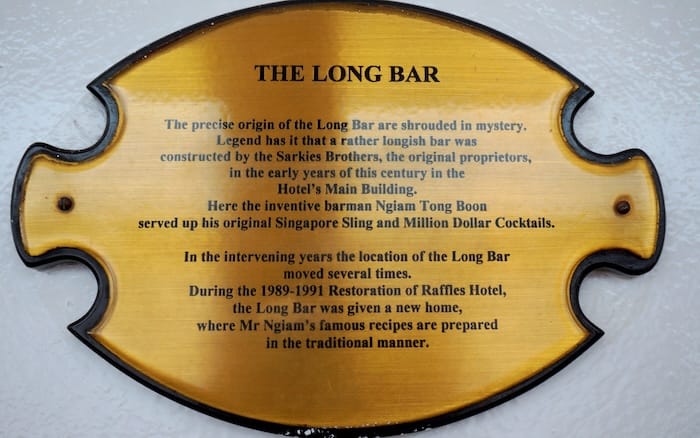 THE LONG BAR
The precise origin of the Long Bar are shrouded in mystery.
Legend has it that a rather longish bar was
constructed by the Sarkies Brothers, the original proprietors,
in the early years of this century in the
Hotel's Main Building.
Here the inventive barman Ngiam Tong Boon
served up his original Singapore Sling and Million Dollar Cocktails.
In the intervening years the location of the Long Bar
moved several times.
During the 1989-1991 Restoration of Raffles Hotel,
the Long Bar was given a new home,
where Mr Ngiam's famous recipes are prepared
in the traditional manner.